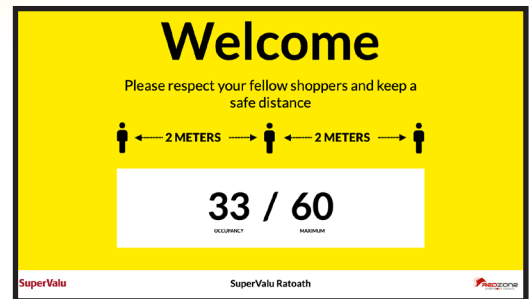 Welcome
Please respect your fellow shoppers and keep a
safe distance
2 METERS 2 METERS
33 / 60
OCCUPANCY MAXIMUM
SuperValu SuperValu Ratoath REDZONE